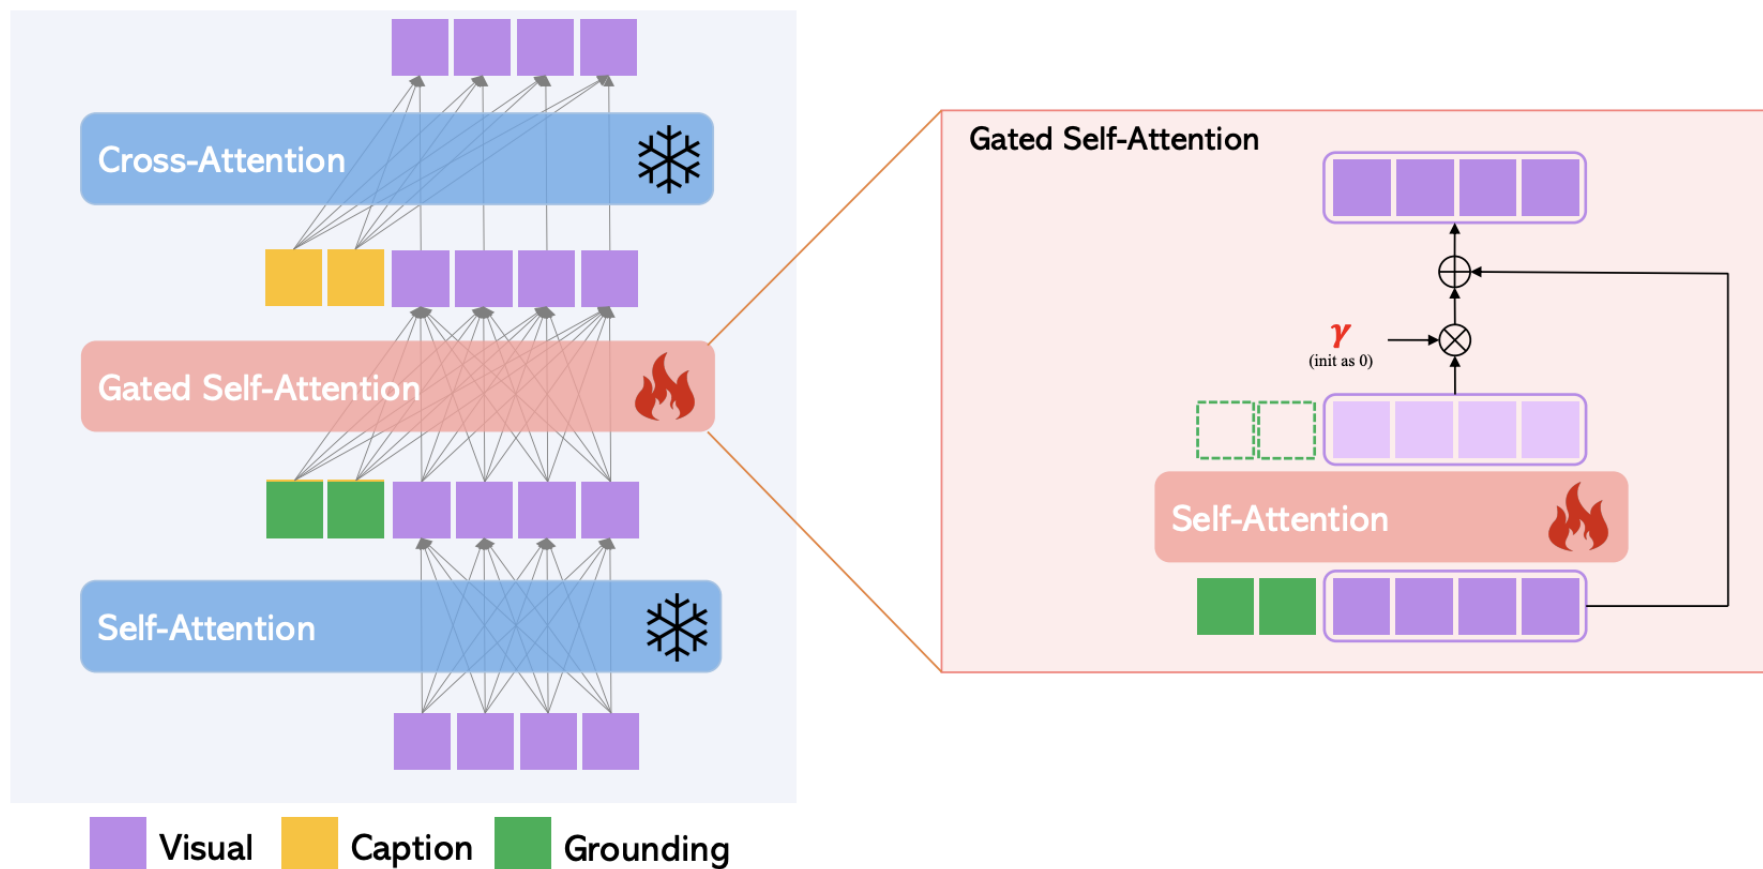 Cross-Attention
Gated Self-Attention
Self-Attention
Visual
Caption
Grounding
Gated Self-Attention
γ
(init as 0)
Self-Attention